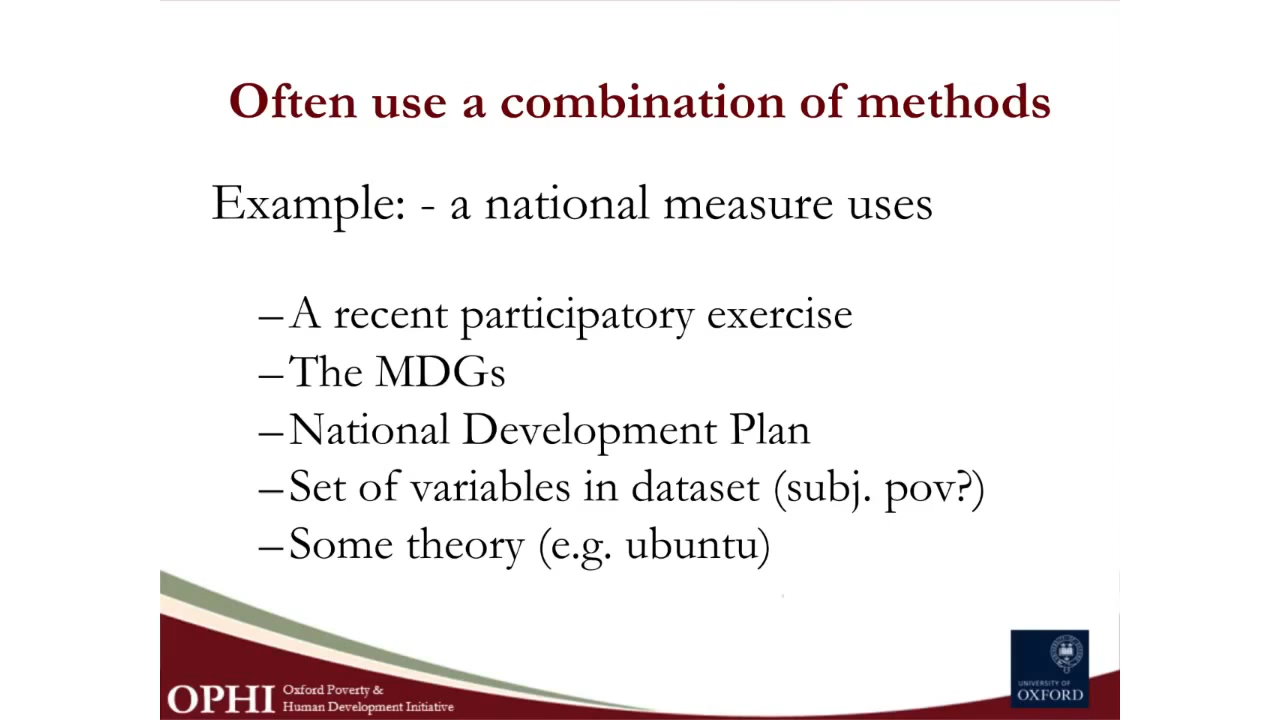 Often use a combination of methods
Example: - a national measure uses
–A recent participatory exercise
–The MDGs
–National Development Plan
–Set of variables in dataset (subj. pov?)
–Some theory (e.g. ubuntu)
OPHI Oxford Poverty &
Human Development Initiative
UNIVERSITY OF
OXFORD